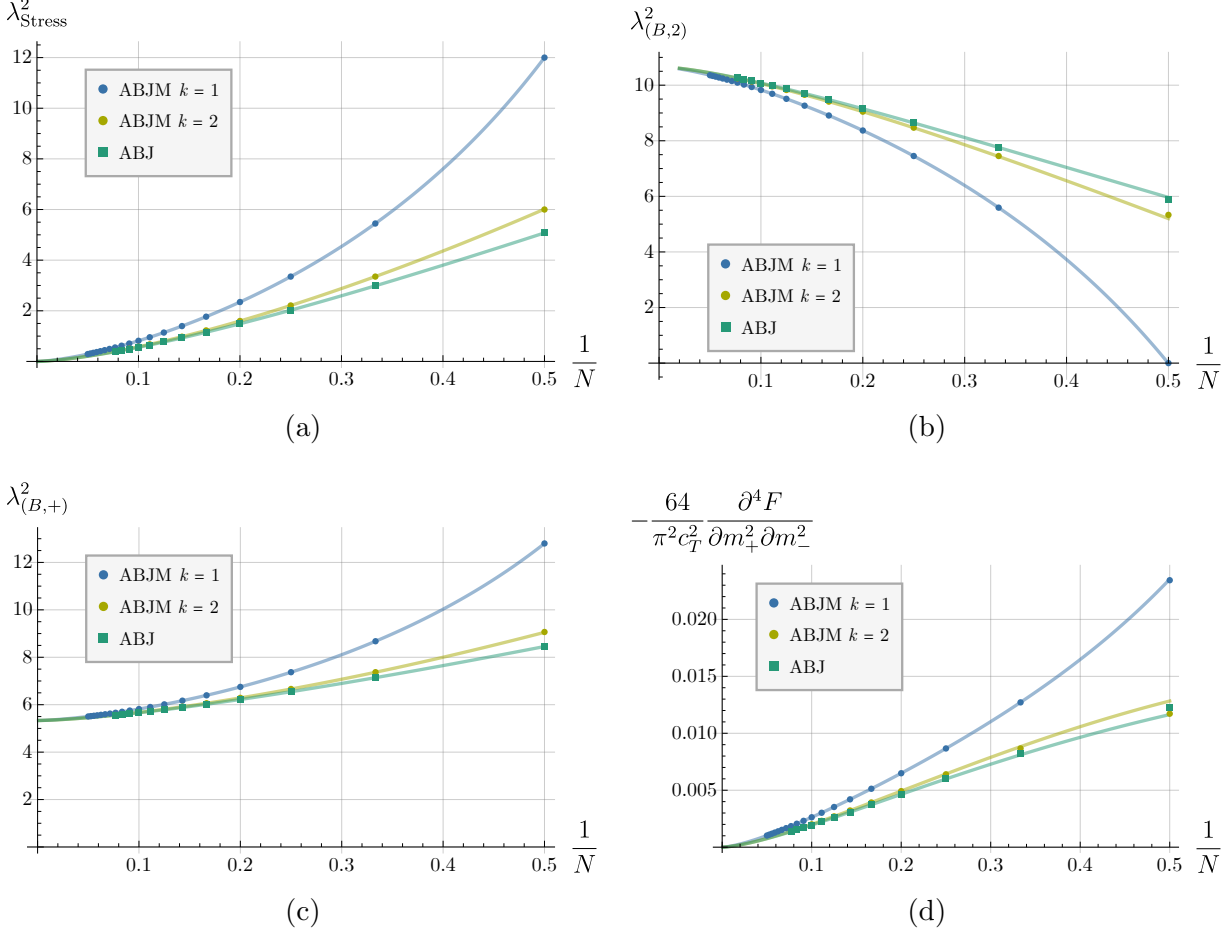 λ²_Stress
12
10
8
6
4
2
0.1 0.2 0.3 0.4 0.5
1/N
ABJM k = 1
ABJM k = 2
ABJ
(a)
λ²_(B,2)
10
8
6
4
2
0.1 0.2 0.3 0.4 0.5
1/N
ABJM k = 1
ABJM k = 2
ABJ
(b)
λ²_(B,+)
12
10
8
6
4
2
0.1 0.2 0.3 0.4 0.5
1/N
ABJM k = 1
ABJM k = 2
ABJ
(c)
−64/(π²c_T²) ∂⁴F/(∂m₊²∂m₋²)
0.020
0.015
0.010
0.005
0.1 0.2 0.3 0.4 0.5
1/N
ABJM k = 1
ABJM k = 2
ABJ
(d)